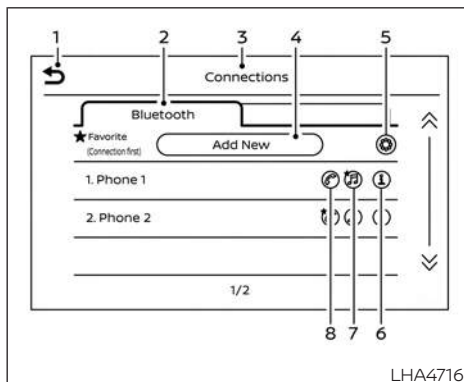 1 2 3 4 5
Connections
Bluetooth
Favorite
(Connection first)
Add New
1. Phone 1
2. Phone 2
1/2
8 7 6
LHA4716